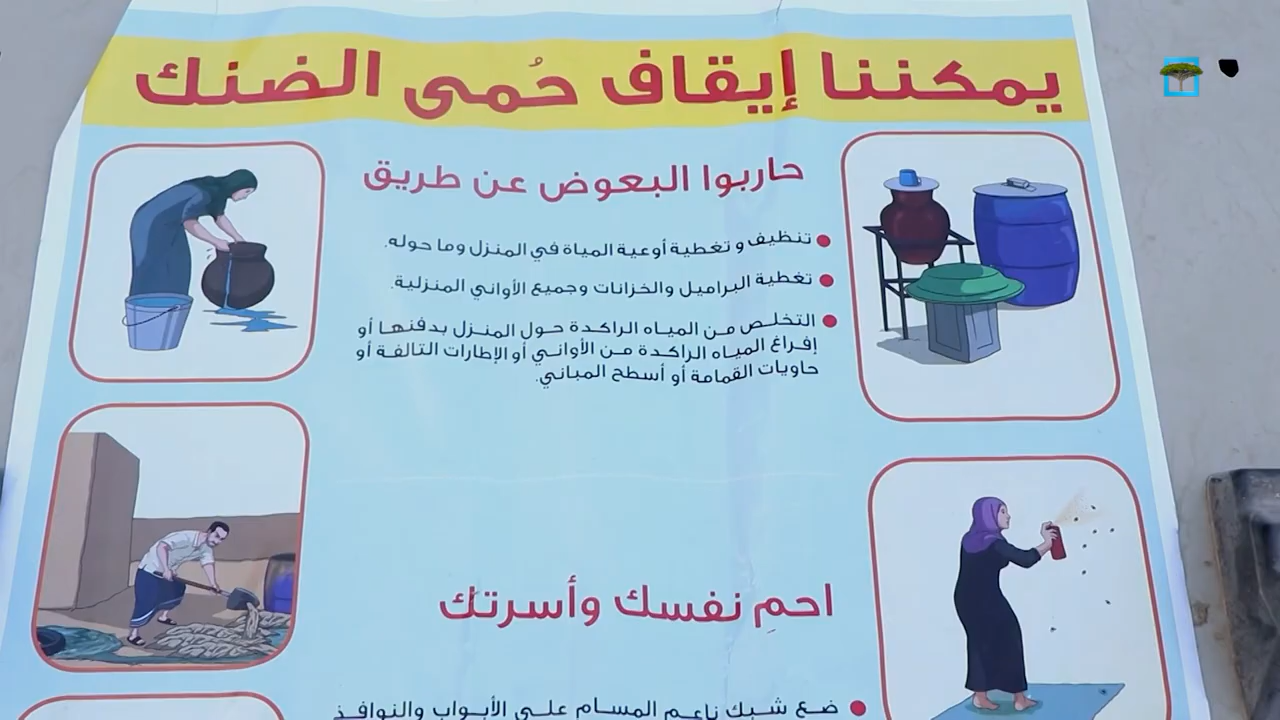 يمكننا إيقاف حُمى الضنك
حاربوا البعوض عن طريق
تنظيف و تغطية أوعية المياة في المنزل وما حوله.
تغطية البراميل والخزانات وجميع الأواني المنزلية.
التخلص من المياه الراكدة حول المنزل بدفنها أو
إفراغ المياه الراكدة من الأواني أو الإطارات التالفة أو
حاويات القمامة أو أسطح المباني.
احمِ نفسك وأسرتك
ضع شبك ناعم المسام على الأبواب والنوافذ